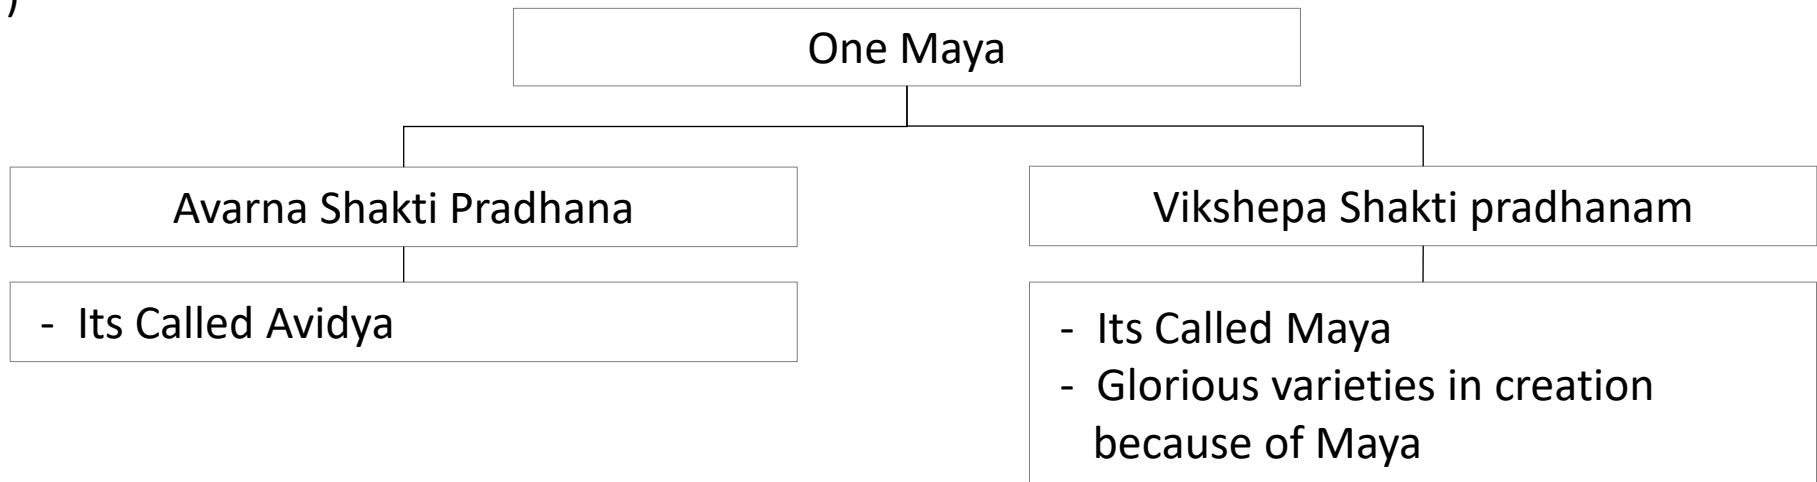 )
One Maya
Avarna Shakti Pradhana
Vikshepa Shakti pradhanam
- Its Called Avidya
- Its Called Maya
- Glorious varieties in creation
because of Maya